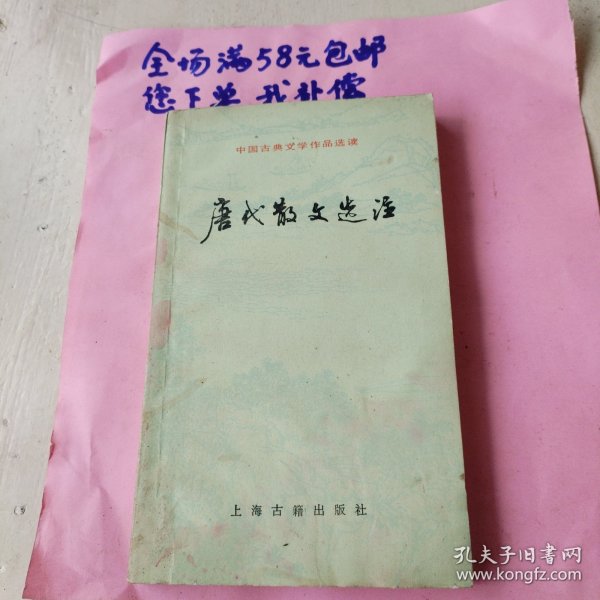 全场满58元包邮
您下单 我补偿
中国古典文学作品选读
唐代散文选注
上海古籍出版社
孔夫子旧书网
www.kongfz.com